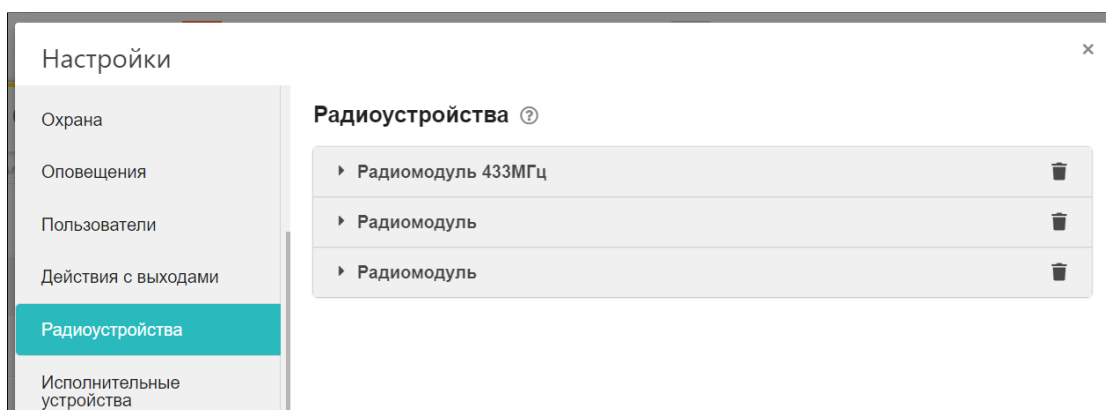 Настройки
×
Охрана
Оповещения
Пользователи
Действия с выходами
Радиоустройства
Исполнительные
устройства
Радиоустройства ?
Радиомодуль 433МГц
Радиомодуль
Радиомодуль